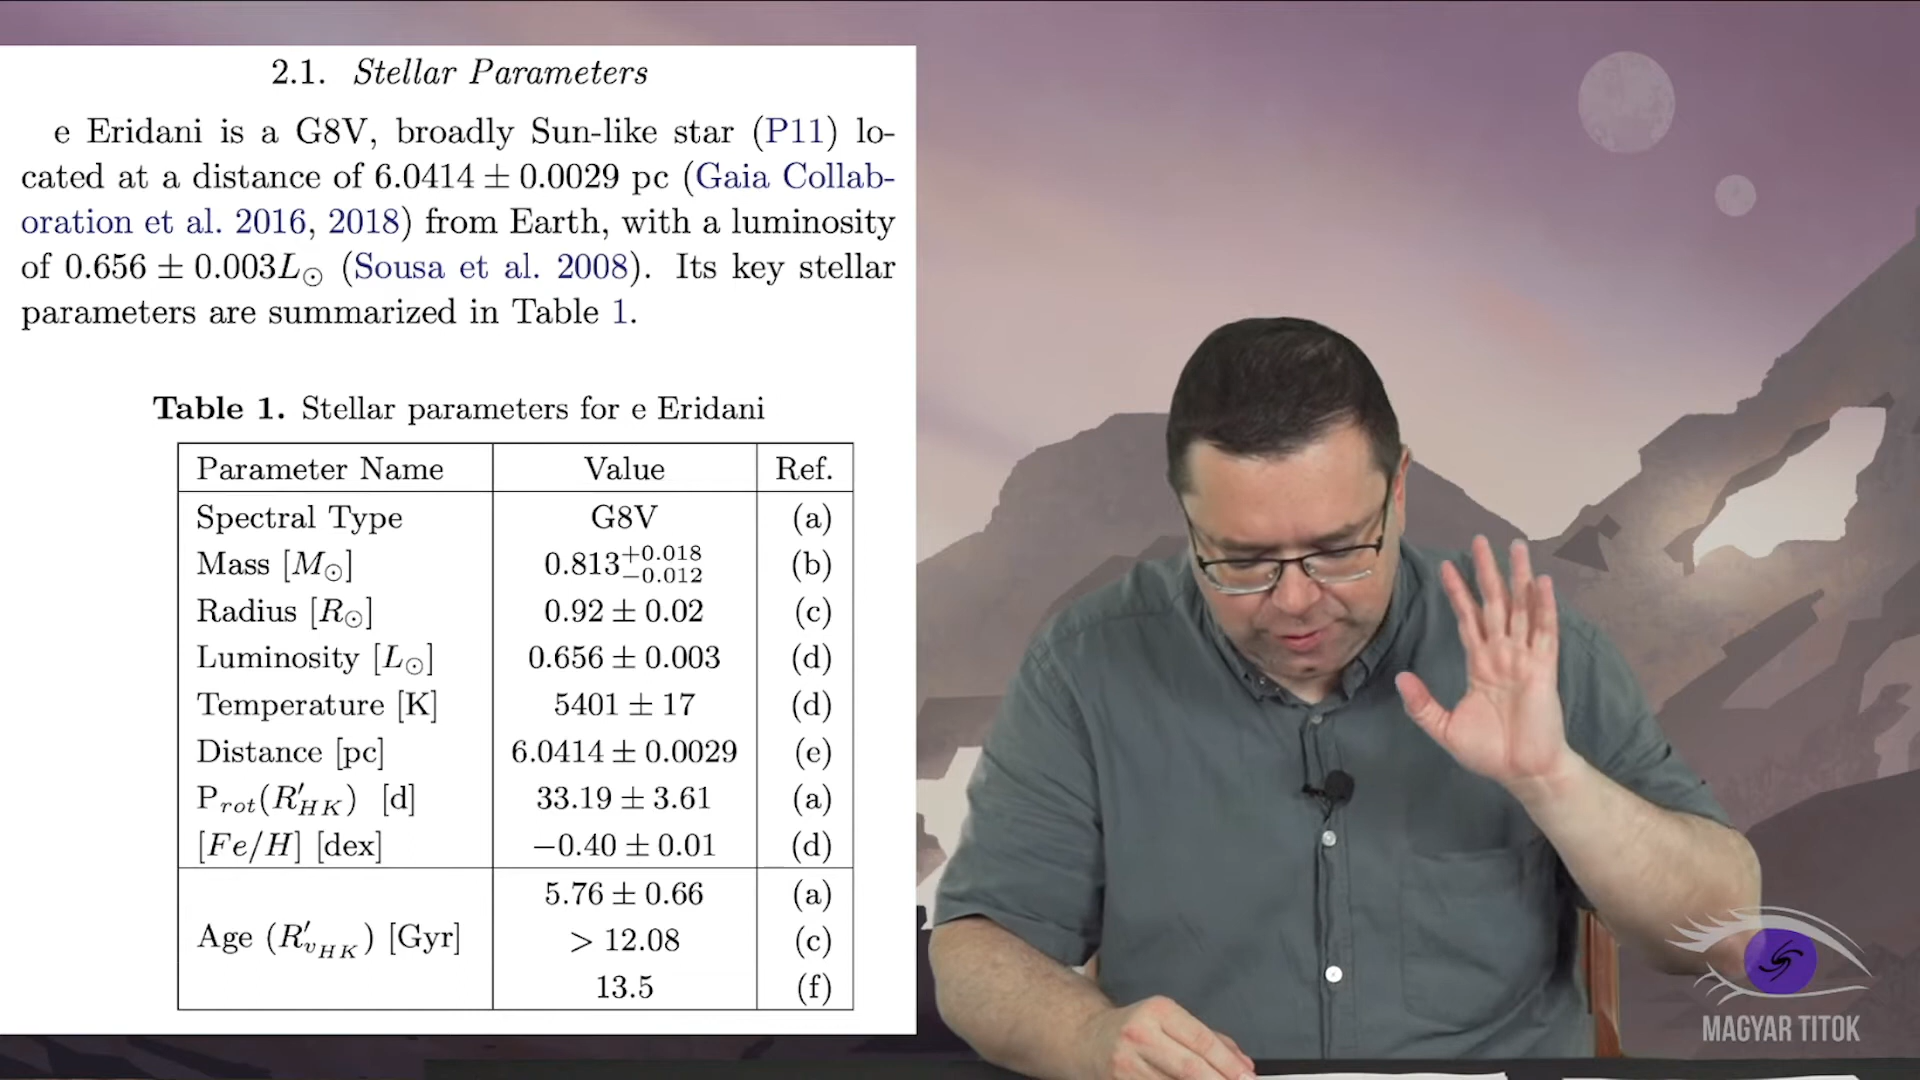 2.1. Stellar Parameters
e Eridani is a G8V, broadly Sun-like star (P11) lo-
cated at a distance of 6.0414 ± 0.0029 pc (Gaia Collab-
oration et al. 2016, 2018) from Earth, with a luminosity
of 0.656 ± 0.003L⊙ (Sousa et al. 2008). Its key stellar
parameters are summarized in Table 1.
Table 1. Stellar parameters for e Eridani
Parameter Name Value Ref.
Spectral Type G8V (a)
Mass [M⊙] 0.813+0.018−0.012 (b)
Radius [R⊙] 0.92 ± 0.02 (c)
Luminosity [L⊙] 0.656 ± 0.003 (d)
Temperature [K] 5401 ± 17 (d)
Distance [pc] 6.0414 ± 0.0029 (e)
Prot(R′HK) [d] 33.19 ± 3.61 (a)
[Fe/H] [dex] −0.40 ± 0.01 (d)
5.76 ± 0.66 (a)
Age (R′vHK) [Gyr] > 12.08 (c)
13.5 (f)
MAGYAR TITOK